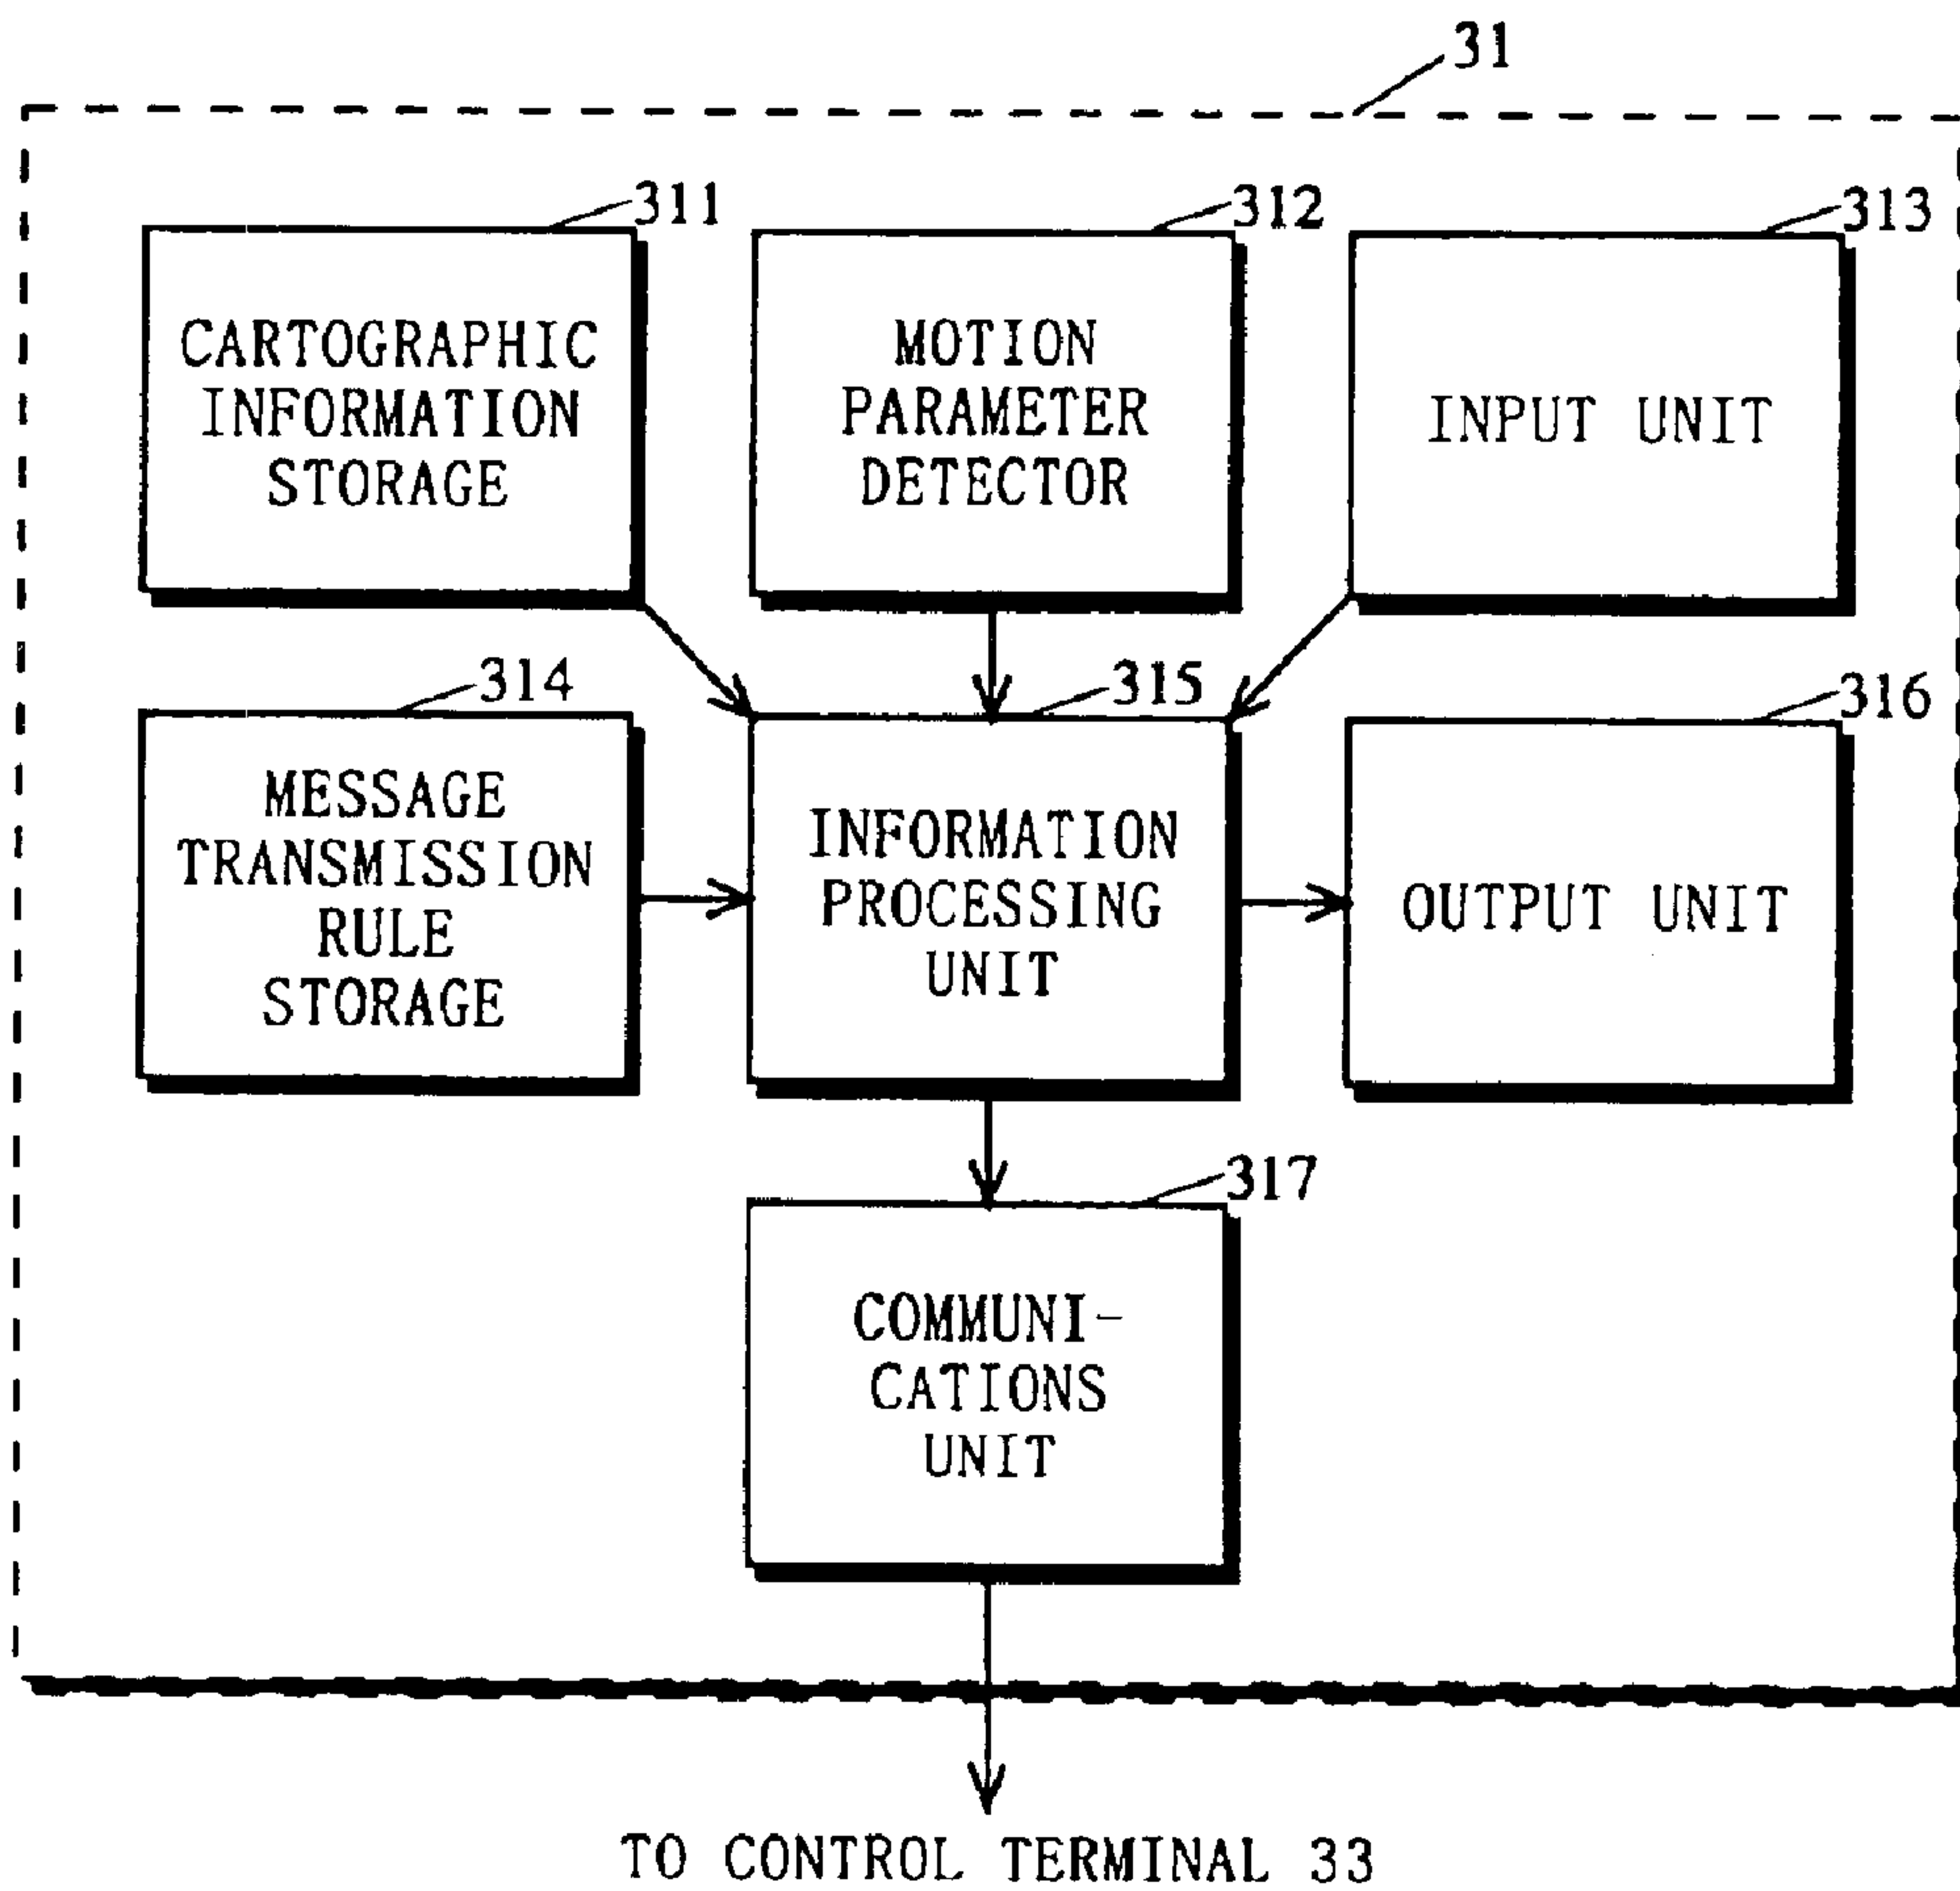 31
311
312
313
CARTOGRAPHIC
INFORMATION
STORAGE
MOTION
PARAMETER
DETECTOR
INPUT UNIT
314
315
316
MESSAGE
TRANSMISSION
RULE
STORAGE
INFORMATION
PROCESSING
UNIT
OUTPUT UNIT
317
COMMUNI-
CATIONS
UNIT
TO CONTROL TERMINAL 33